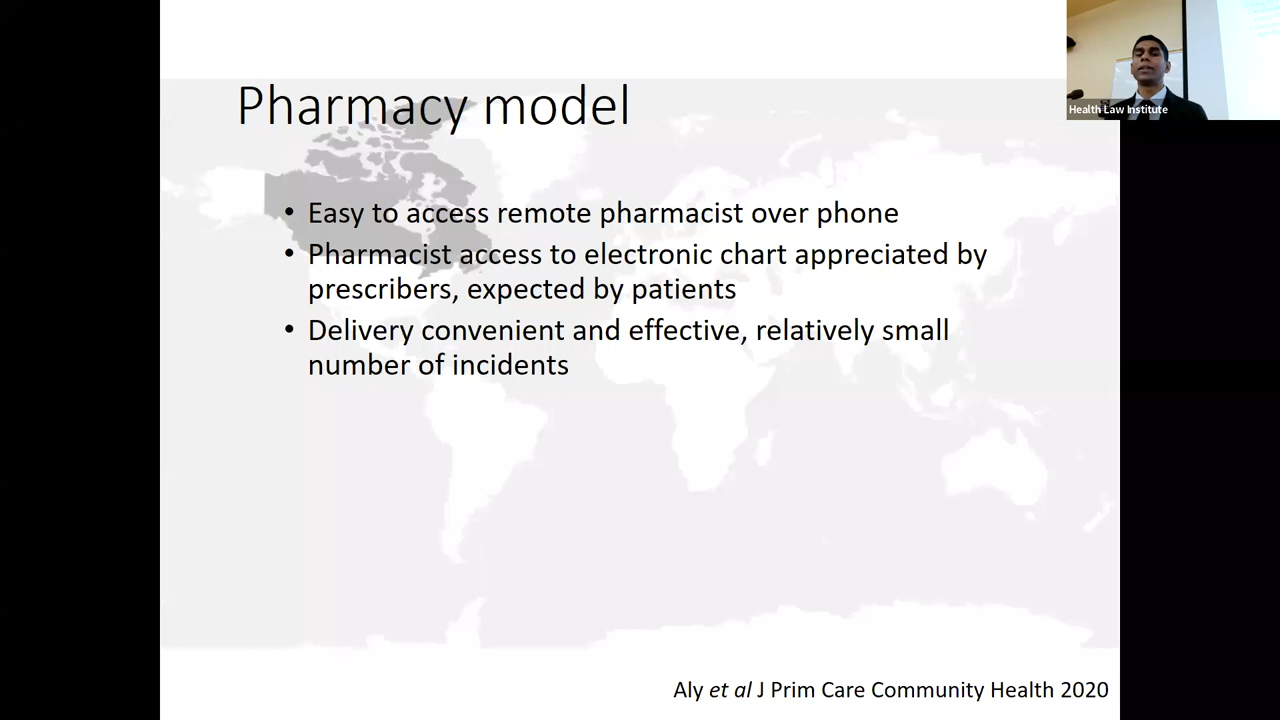 Pharmacy model
Health Law Institute
• Easy to access remote pharmacist over phone
• Pharmacist access to electronic chart appreciated by
prescribers, expected by patients
• Delivery convenient and effective, relatively small
number of incidents
Aly et al J Prim Care Community Health 2020